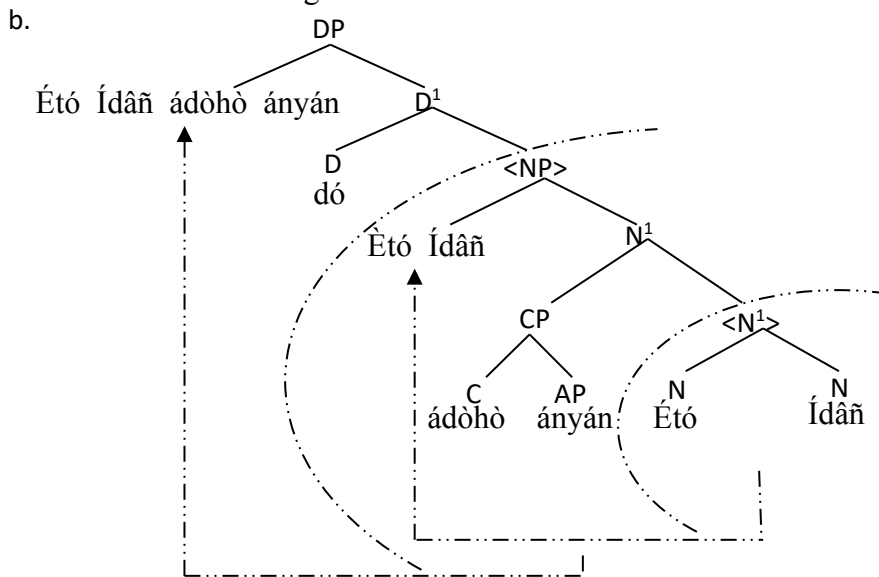 b.
DP
Étó Ídâñ ádòhò ányán
D¹
D
dó
<NP>
Ètó Ídâñ
N¹
CP
<N¹>
C
ádòhò
AP
ányán
N
Étó
N
Ídâñ